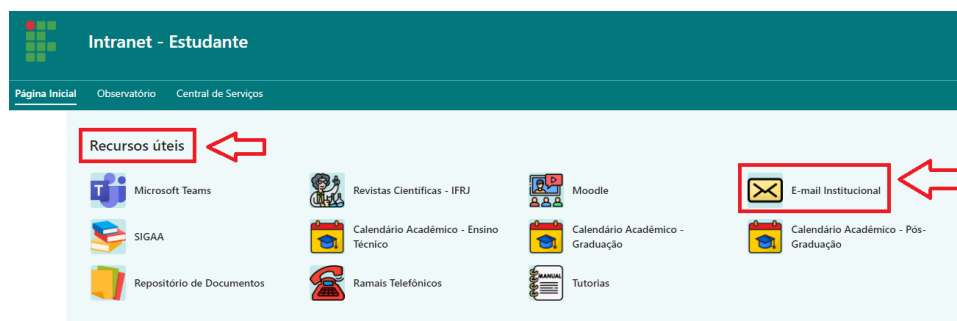 Intranet - Estudante
Página Inicial Observatório Central de Serviços
Recursos úteis
Microsoft Teams
Revistas Científicas - IFRJ
Moodle
E-mail Institucional
SIGAA
Calendário Acadêmico - Ensino
Técnico
Calendário Acadêmico -
Graduação
Calendário Acadêmico - Pós-
Graduação
Repositório de Documentos
Ramais Telefônicos
MANUAL
Tutorias